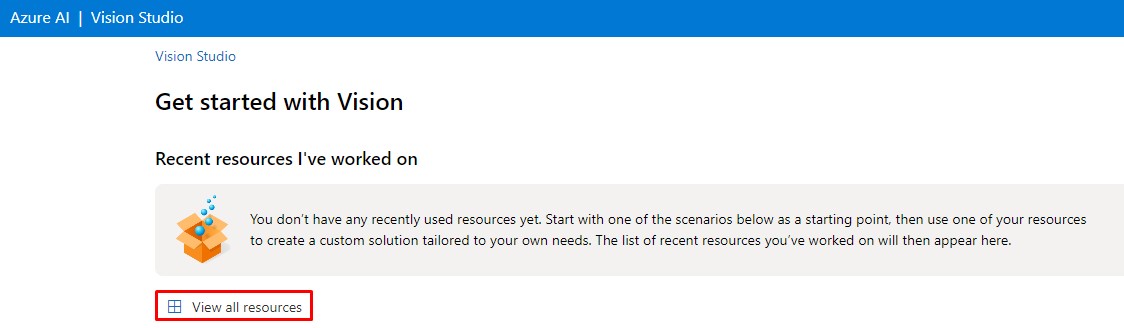 Azure AI | Vision Studio
Vision Studio
Get started with Vision
Recent resources I've worked on
You don't have any recently used resources yet. Start with one of the scenarios below as a starting point, then use one of your resources
to create a custom solution tailored to your own needs. The list of recent resources you've worked on will then appear here.
View all resources